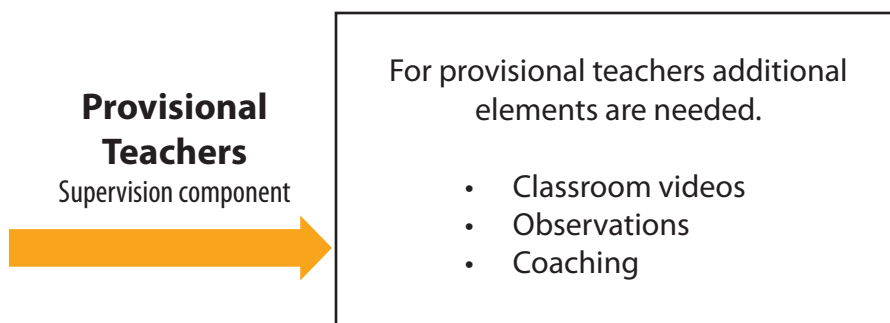 Provisional
Teachers
Supervision component
For provisional teachers additional
elements are needed.
• Classroom videos
• Observations
• Coaching